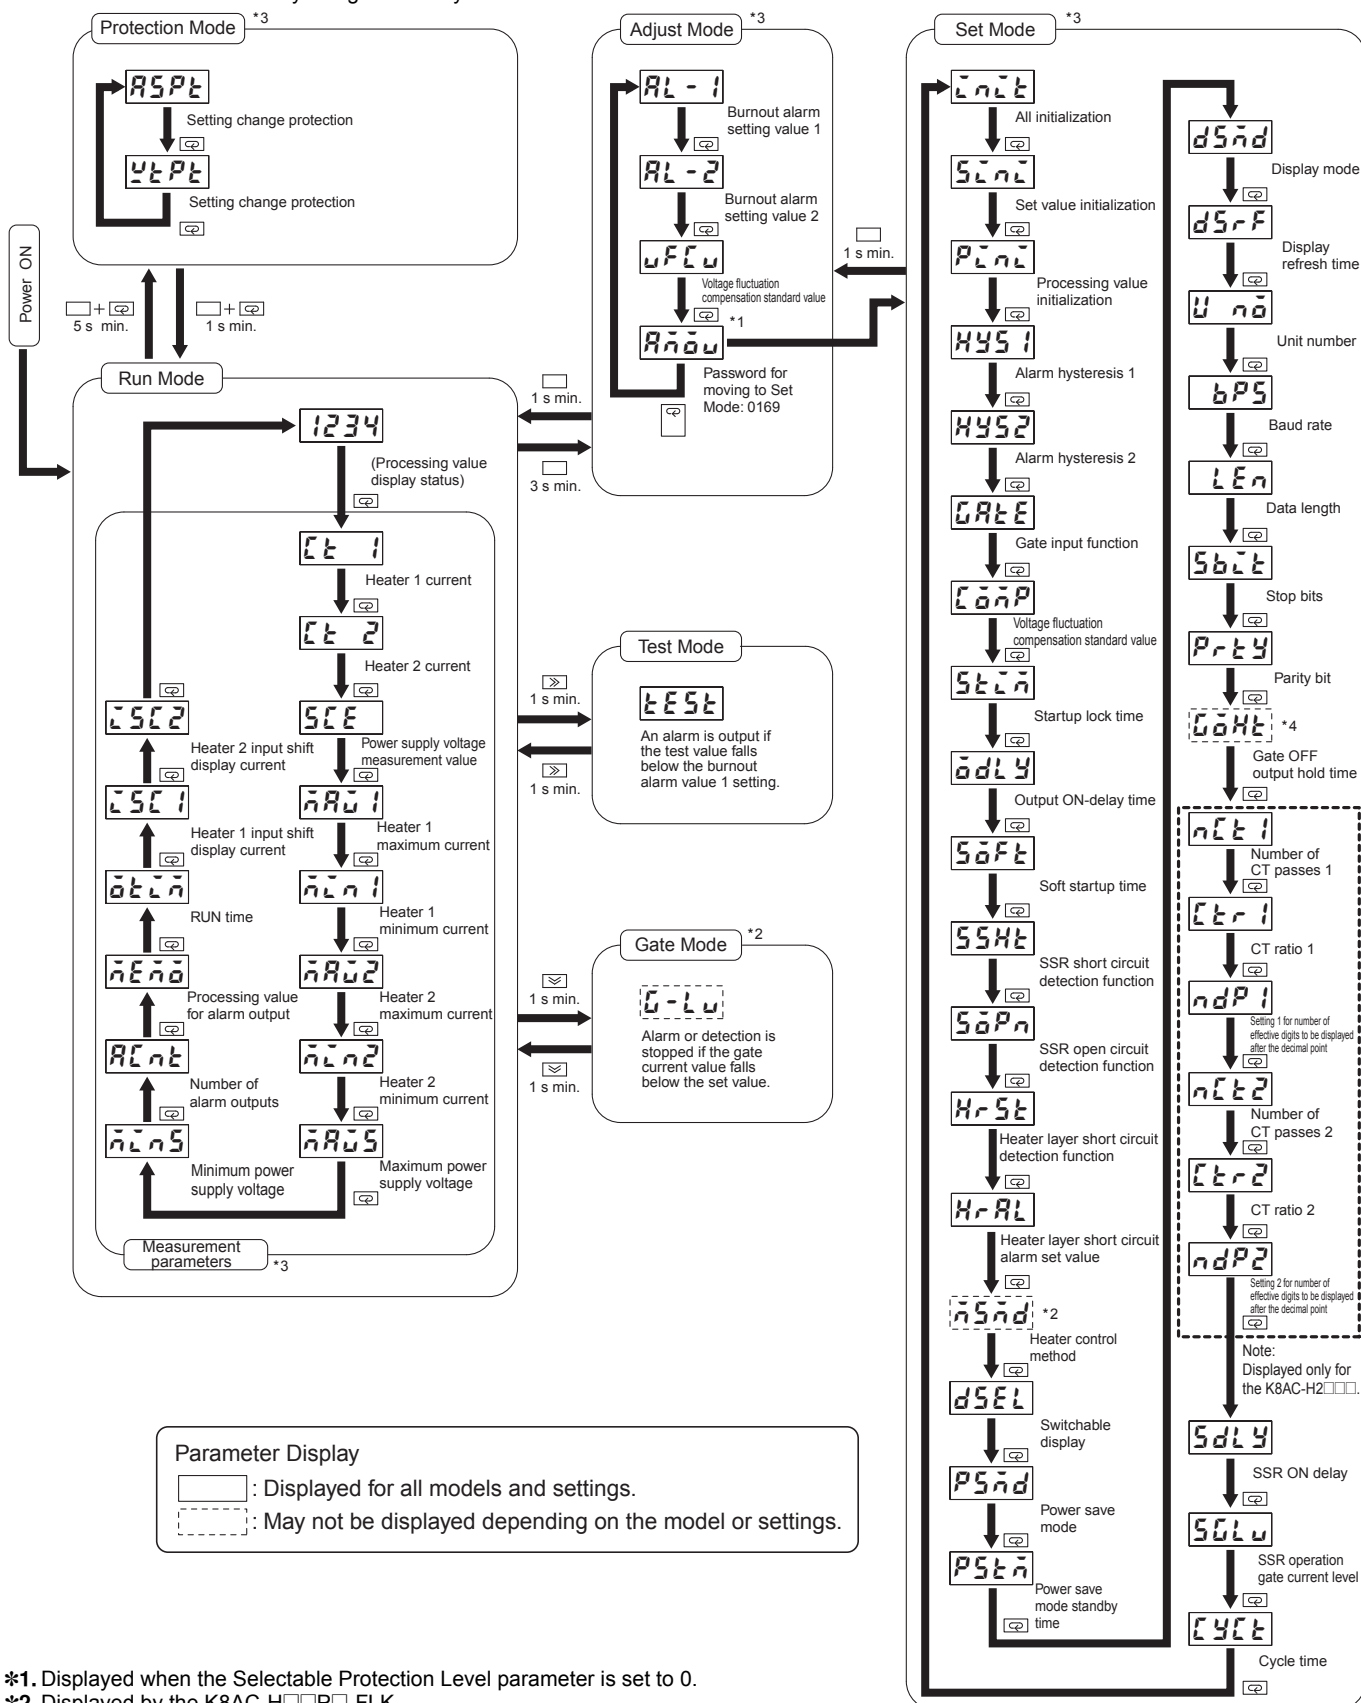 Protection Mode *3
ASPt
Setting change protection
WtPt
Setting change protection
Power ON
+
5 s min.
+
1 s min.
Run Mode
1234
(Processing value
display status)
Ct 1
Heater 1 current
Ct 2
Heater 2 current
SCE
Power supply voltage
measurement value
MAX1
Heater 1
maximum current
MIN1
Heater 1
minimum current
MAX2
Heater 2
maximum current
MIN2
Heater 2
minimum current
MAXS
Maximum power
supply voltage
MINS
Minimum power
supply voltage
ACnt
Number of
alarm outputs
MEMO
Processing value
for alarm output
OtIM
RUN time
ISC1
Heater 1 input shift
display current
ISC2
Heater 2 input shift
display current
Measurement
parameters *3
1 s min.
3 s min.
Adjust Mode *3
AL-1
Burnout alarm
setting value 1
AL-2
Burnout alarm
setting value 2
VFCV
Voltage fluctuation
compensation standard value
*1
AMOV
Password for
moving to Set
Mode: 0169
1 s min.
Test Mode
1 s min.
1 s min.
tESt
An alarm is output if
the test value falls
below the burnout
alarm value 1 setting.
Gate Mode *2
1 s min.
1 s min.
G-LV
Alarm or detection is
stopped if the gate
current value falls
below the set value.
Set Mode *3
INIt
All initialization
SINI
Set value initialization
PINI
Processing value
initialization
HYS1
Alarm hysteresis 1
HYS2
Alarm hysteresis 2
GAtE
Gate input function
COMP
Voltage fluctuation
compensation standard value
StIM
Startup lock time
OdLY
Output ON-delay time
SOFt
Soft startup time
SSHt
SSR short circuit
detection function
SOPn
SSR open circuit
detection function
HrSt
Heater layer short circuit
detection function
HrAL
Heater layer short circuit
alarm set value
MSMd *2
Heater control
method
dSEL
Switchable
display
PSMd
Power save
mode
PStM
Power save
mode standby
time
dSMd
Display mode
dSrF
Display
refresh time
U no
Unit number
bPS
Baud rate
LEn
Data length
SbIt
Stop bits
PrtY
Parity bit
GOHt *4
Gate OFF
output hold time
nCt1
Number of
CT passes 1
Ctr1
CT ratio 1
ndP1
Setting 1 for number of
effective digits to be displayed
after the decimal point
nCt2
Number of
CT passes 2
Ctr2
CT ratio 2
ndP2
Setting 2 for number of
effective digits to be displayed
after the decimal point
Note:
Displayed only for
the K8AC-H2□□□.
SdLY
SSR ON delay
SGLV
SSR operation
gate current level
CYCt
Cycle time
Parameter Display
: Displayed for all models and settings.
: May not be displayed depending on the model or settings.
*1. Displayed when the Selectable Protection Level parameter is set to 0.